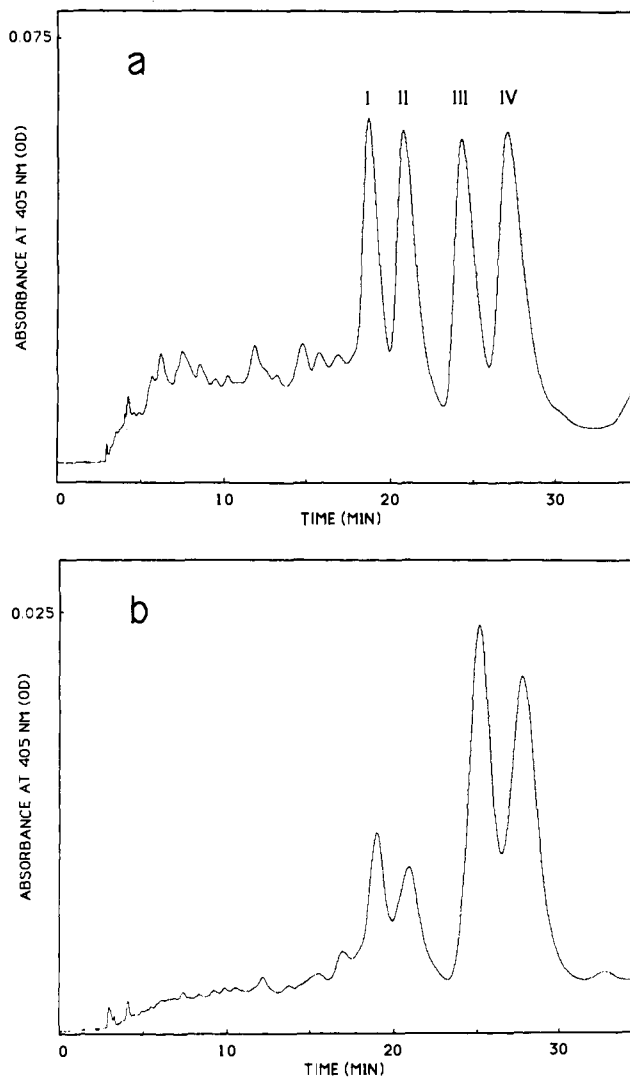 0.075
a
I II III IV
ABSORBANCE AT 405 NM (OD)
0 10 20 30
TIME (MIN)
0.025
b
ABSORBANCE AT 405 NM (OD)
0 10 20 30
TIME (MIN)